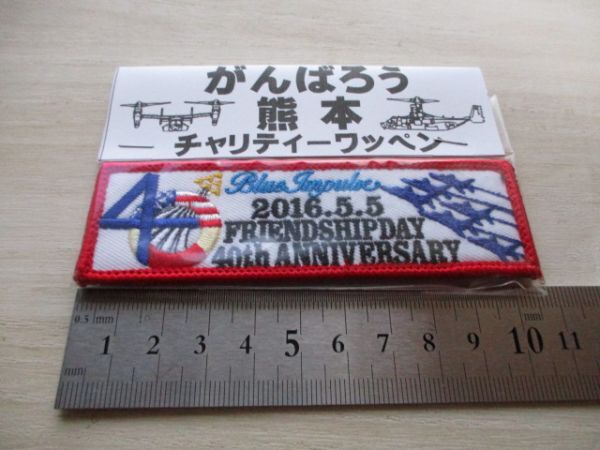 がんばろう
熊本
チャリティーワッペン
40 Blue Impulse
2016.5.5
FRIENDSHIPDAY
40th ANNIVERSARY
0.5 mm mm
1 2 3 4 5 6 7 8 9 10 11